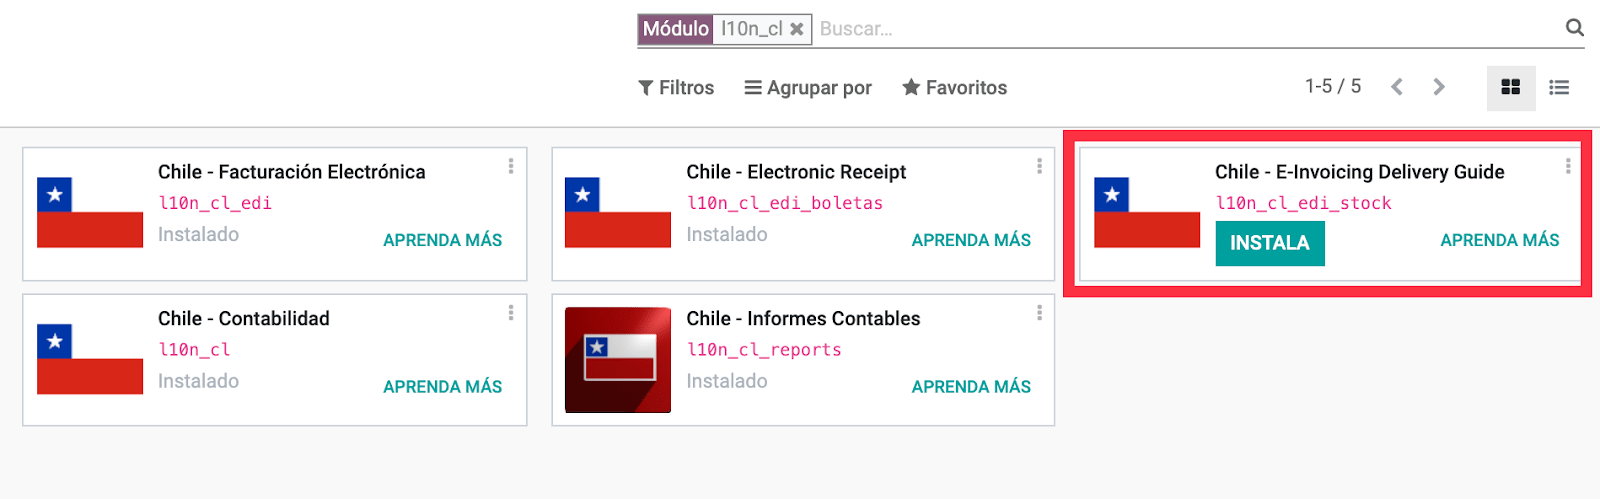 Módulo l10n_cl ✖ Buscar...
Filtros Agrupar por Favoritos 1-5 / 5
Chile - Facturación Electrónica
l10n_cl_edi
Instalado
APRENDA MÁS
Chile - Electronic Receipt
l10n_cl_edi_boletas
Instalado
APRENDA MÁS
Chile - E-Invoicing Delivery Guide
l10n_cl_edi_stock
INSTALA
APRENDA MÁS
Chile - Contabilidad
l10n_cl
Instalado
APRENDA MÁS
Chile - Informes Contables
l10n_cl_reports
Instalado
APRENDA MÁS